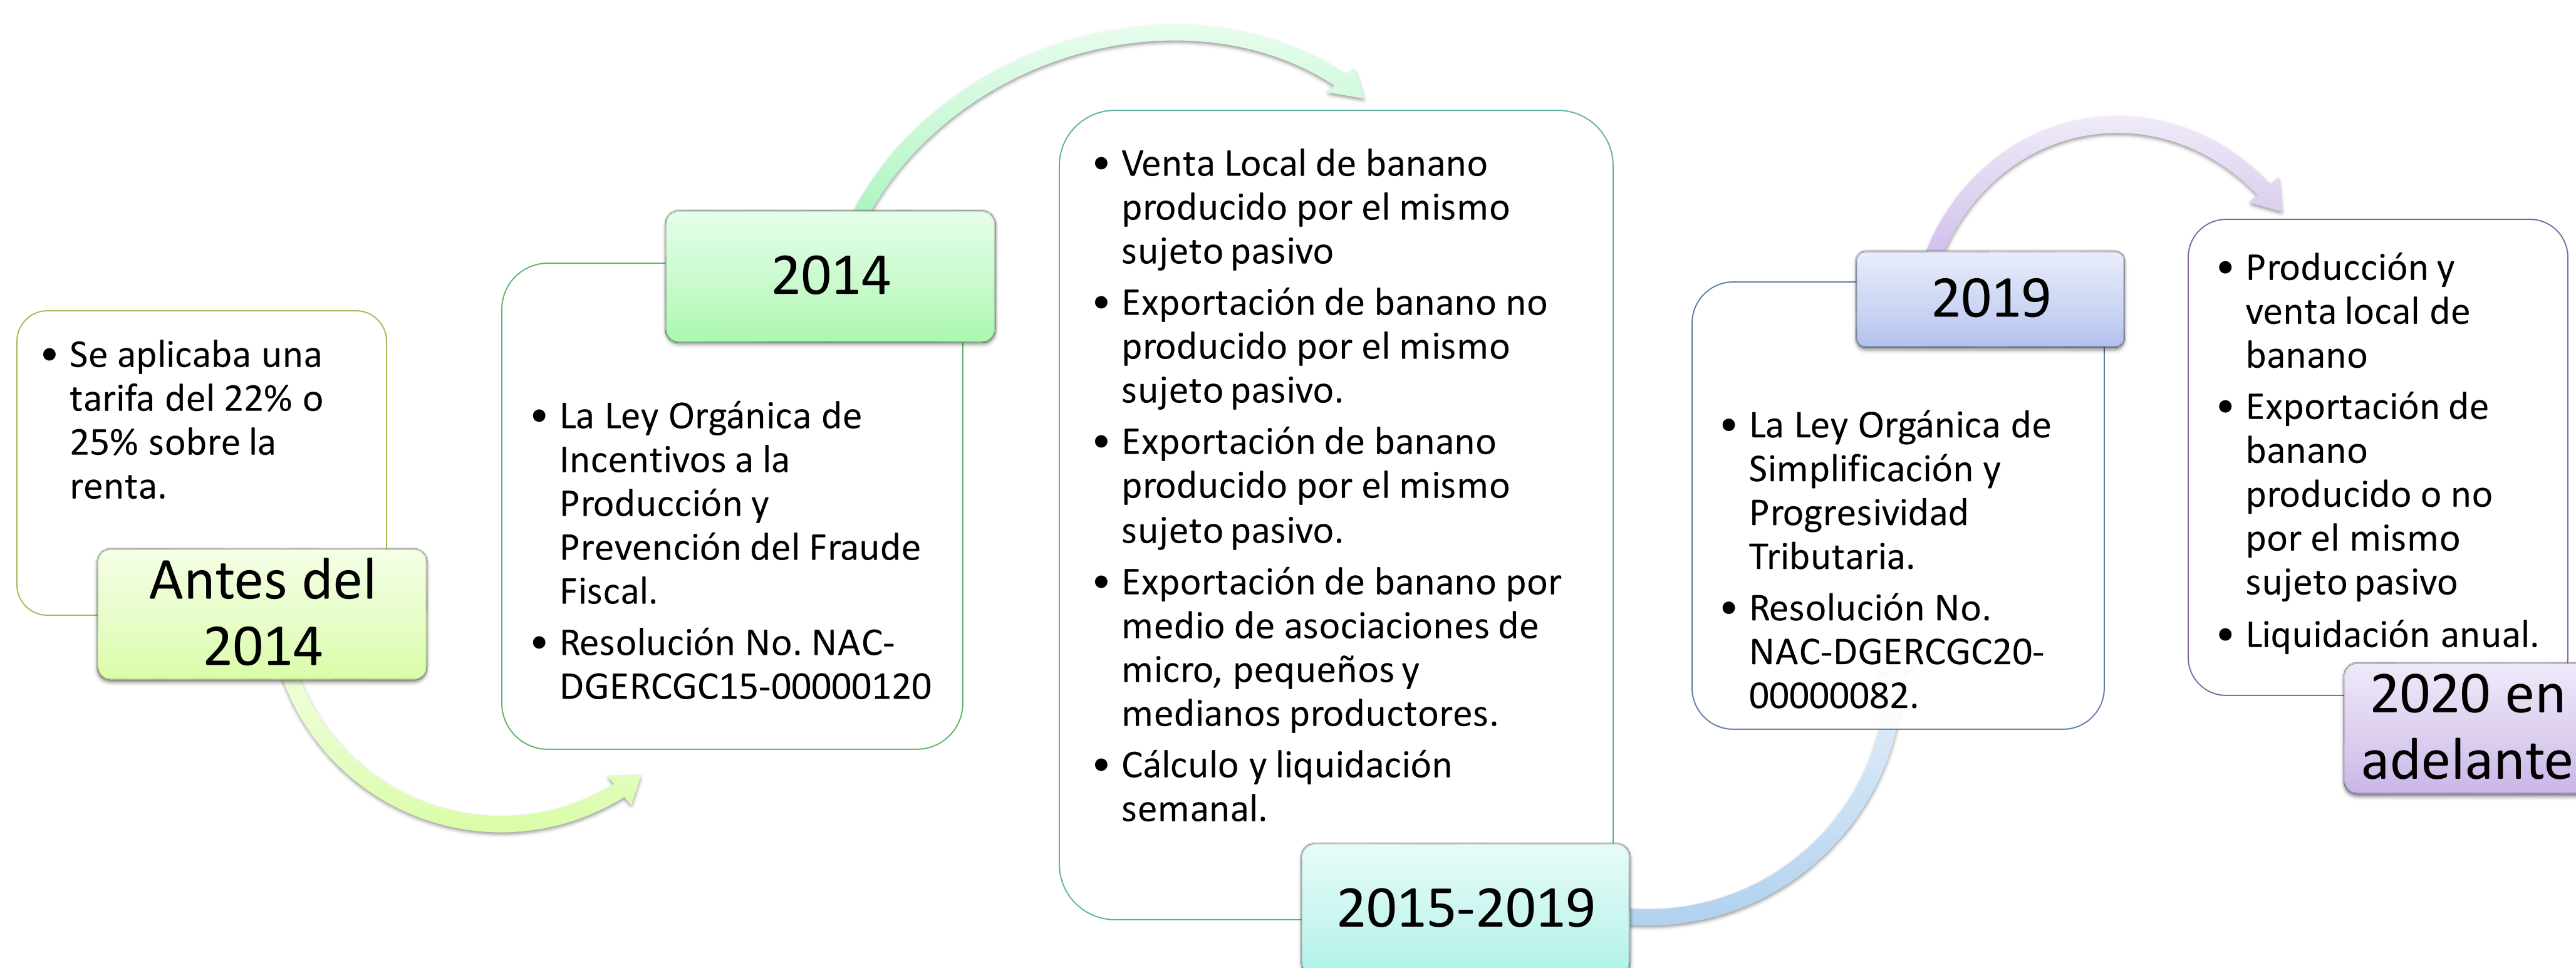 • Se aplicaba una
tarifa del 22% o
25% sobre la
renta.
Antes del
2014
2014
• La Ley Orgánica de
Incentivos a la
Producción y
Prevención del Fraude
Fiscal.
• Resolución No. NAC-
DGERCGC15-00000120
• Venta Local de banano
producido por el mismo
sujeto pasivo
• Exportación de banano no
producido por el mismo
sujeto pasivo.
• Exportación de banano
producido por el mismo
sujeto pasivo.
• Exportación de banano por
medio de asociaciones de
micro, pequeños y
medianos productores.
• Cálculo y liquidación
semanal.
2015-2019
2019
• La Ley Orgánica de
Simplificación y
Progresividad
Tributaria.
• Resolución No.
NAC-DGERCGC20-
00000082.
• Producción y
venta local de
banano
• Exportación de
banano
producido o no
por el mismo
sujeto pasivo
• Liquidación anual.
2020 en
adelante